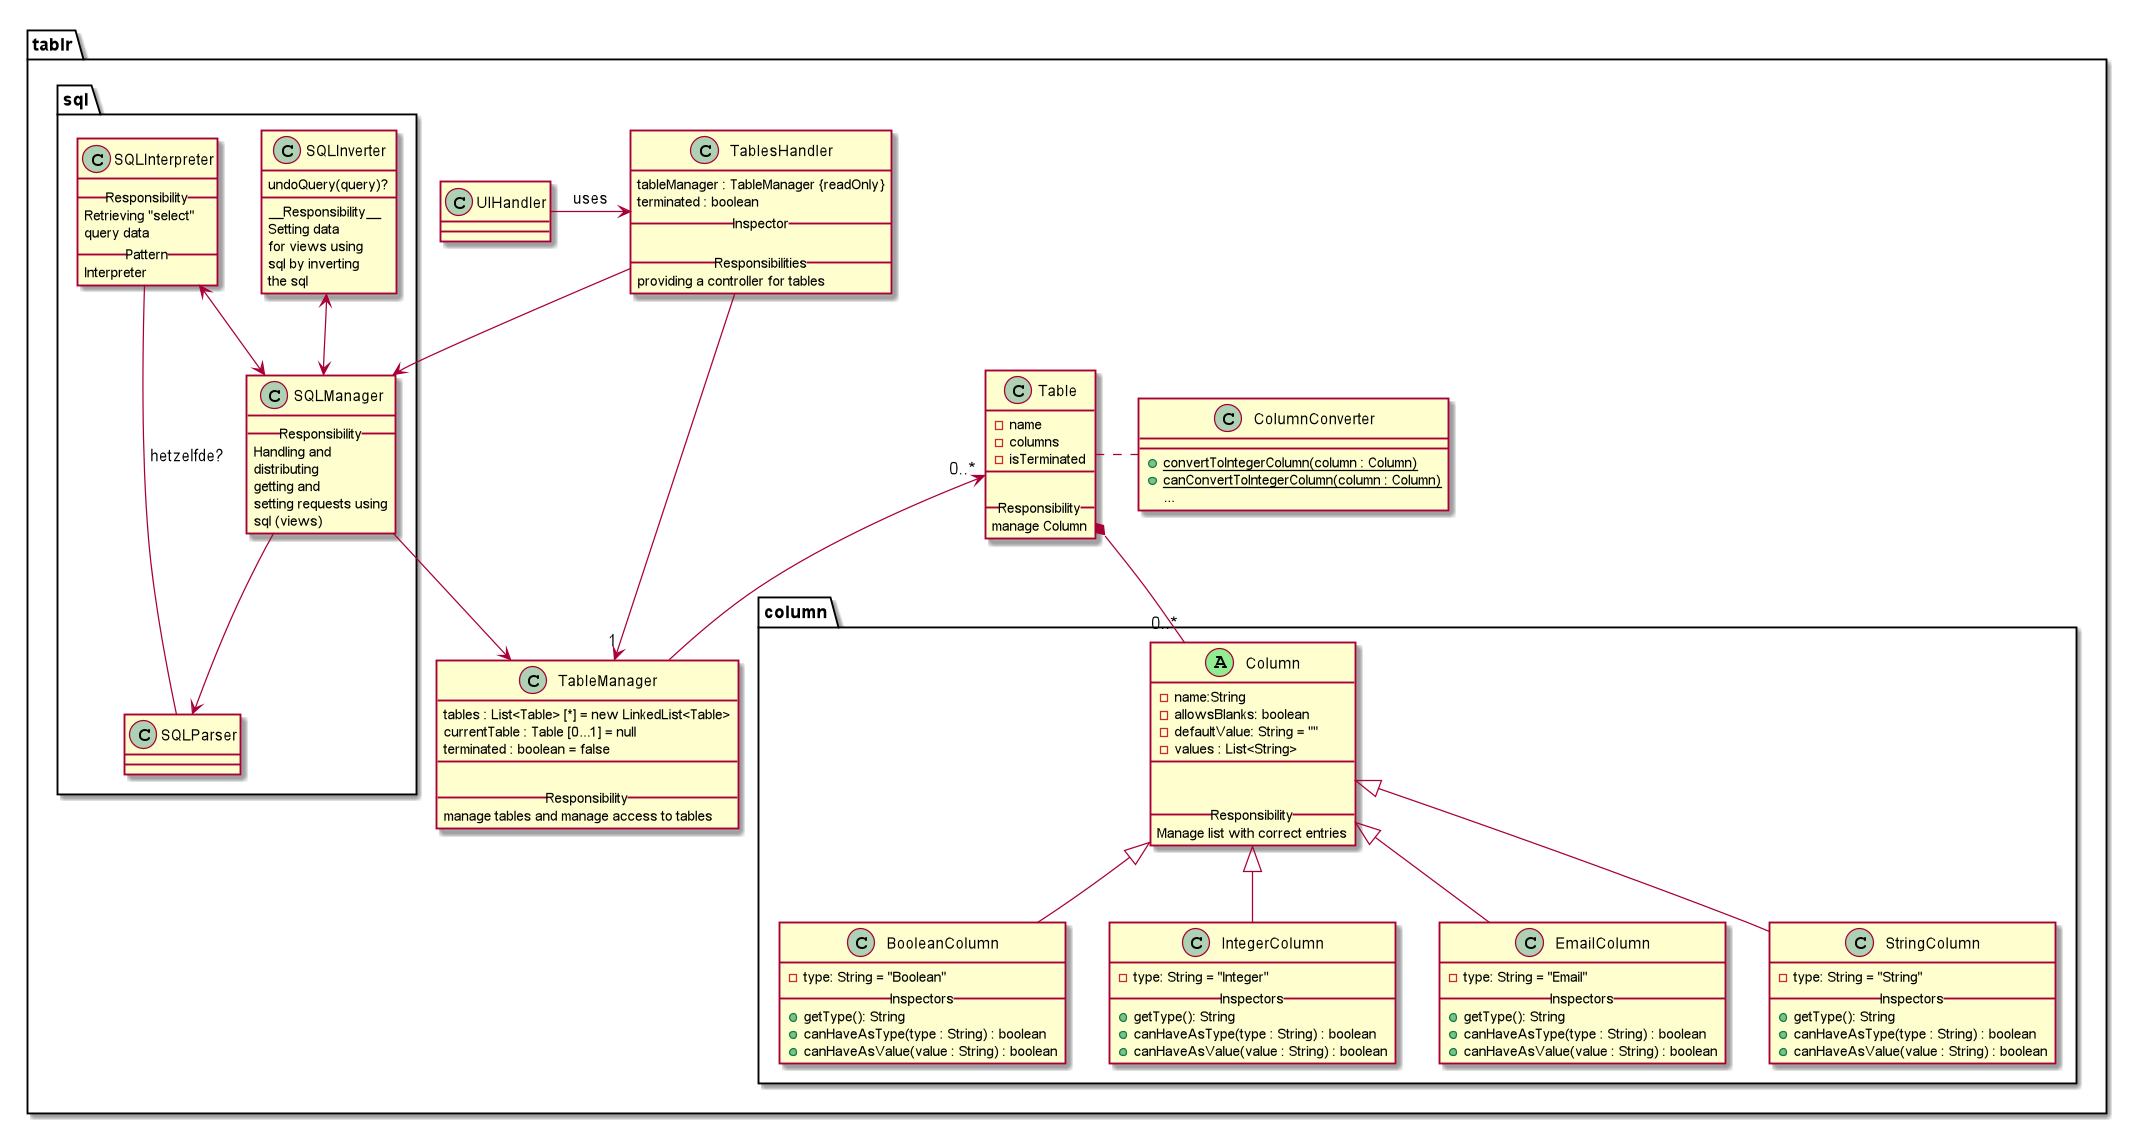 tablr
sql
SQLInterpreter
Responsibility
Retrieving "select"
query data
Pattern
Interpreter
SQLInverter
undoQuery(query)?
__Responsibility__
Setting data
for views using
sql by inverting
the sql
UIHandler
uses
TablesHandler
tableManager : TableManager {readOnly}
terminated : boolean
Inspector
Responsibilities
providing a controller for tables
SQLManager
Responsibility
Handling and
distributing
getting and
setting requests using
sql (views)
hetzelfde?
Table
name
columns
isTerminated
Responsibility
manage Column
ColumnConverter
convertToIntegerColumn(column : Column)
canConvertToIntegerColumn(column : Column)
...
0..*
1
0..*
SQLParser
TableManager
tables : List<Table> [*] = new LinkedList<Table>
currentTable : Table [0...1] = null
terminated : boolean = false
Responsibility
manage tables and manage access to tables
column
A Column
name:String
allowsBlanks: boolean
defaultValue: String = ""
values : List<String>
Responsibility
Manage list with correct entries
C BooleanColumn
type: String = "Boolean"
Inspectors
getType(): String
canHaveAsType(type : String) : boolean
canHaveAsValue(value : String) : boolean
C IntegerColumn
type: String = "Integer"
Inspectors
getType(): String
canHaveAsType(type : String) : boolean
canHaveAsValue(value : String) : boolean
C EmailColumn
type: String = "Email"
Inspectors
getType(): String
canHaveAsType(type : String) : boolean
canHaveAsValue(value : String) : boolean
C StringColumn
type: String = "String"
Inspectors
getType(): String
canHaveAsType(type : String) : boolean
canHaveAsValue(value : String) : boolean